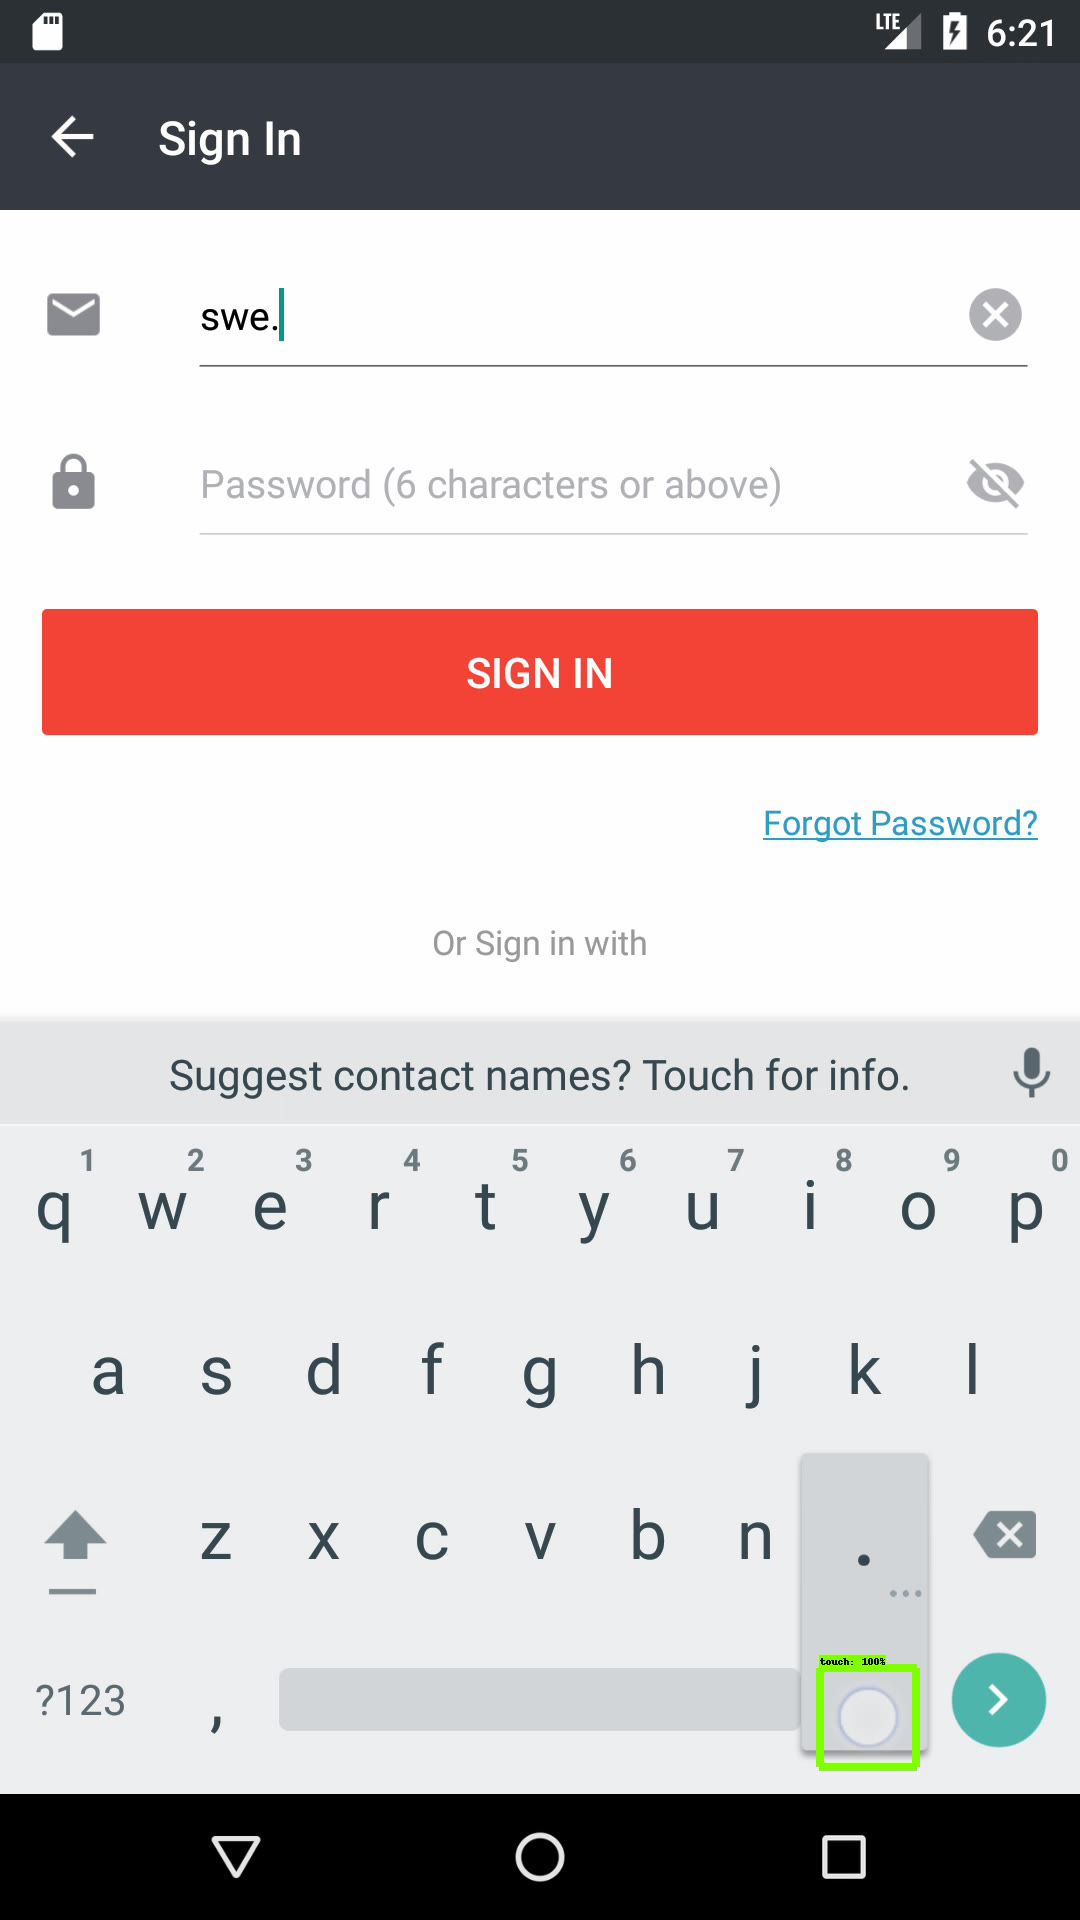 LTE 6:21
Sign In
swe.
Password (6 characters or above)
SIGN IN
Forgot Password?
Or Sign in with
Suggest contact names? Touch for info.
1 2 3 4 5 6 7 8 9 0
q w e r t y u i o p
a s d f g h j k l
z x c v b n .
...
touch: 100%
?123 ,